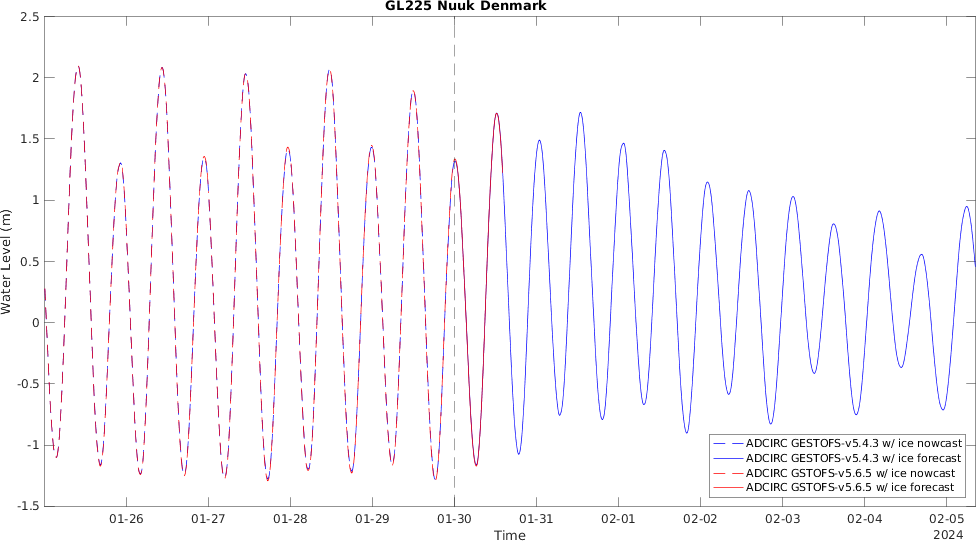 GL225 Nuuk Denmark
2.5
2
1.5
1
0.5
0
-0.5
-1
-1.5
Water Level (m)
ADCIRC GESTOFS-v5.4.3 w/ ice nowcast
ADCIRC GESTOFS-v5.4.3 w/ ice forecast
ADCIRC GSTOFS-v5.6.5 w/ ice nowcast
ADCIRC GSTOFS-v5.6.5 w/ ice forecast
01-26 01-27 01-28 01-29 01-30 01-31 02-01 02-02 02-03 02-04 02-05
Time
2024